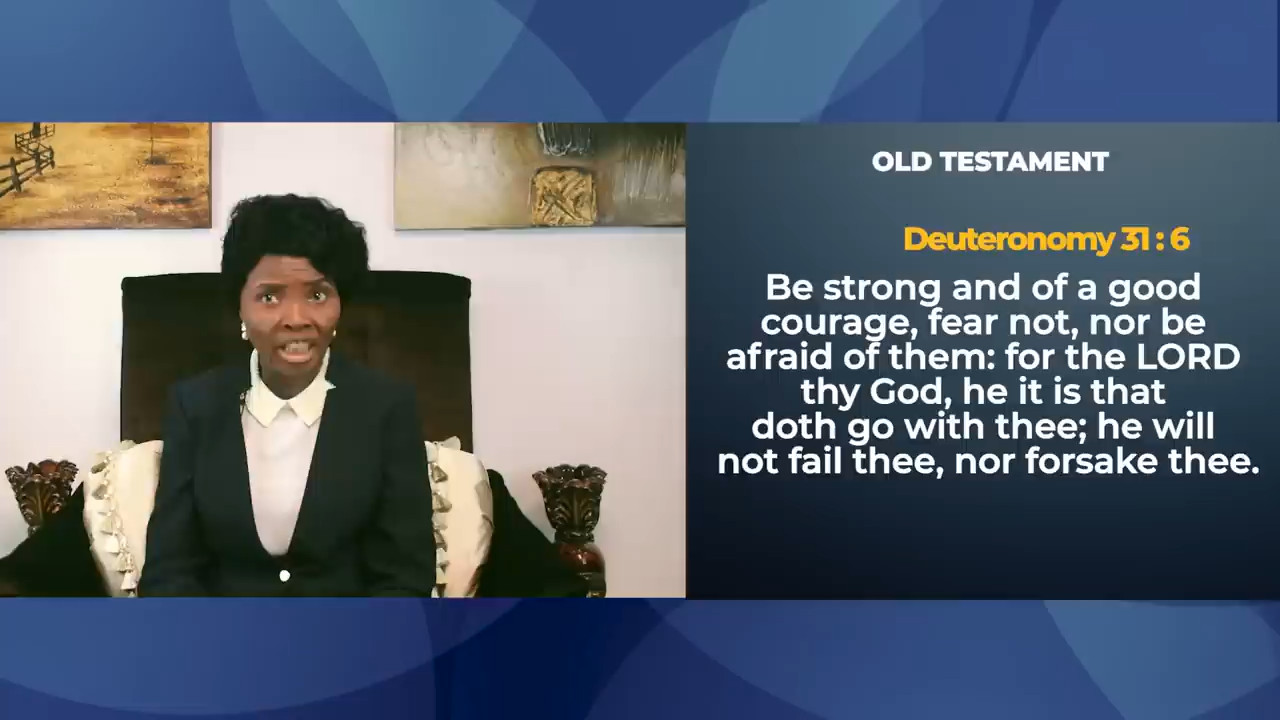 OLD TESTAMENT
Deuteronomy 31 : 6
Be strong and of a good
courage, fear not, nor be
afraid of them: for the LORD
thy God, he it is that
doth go with thee; he will
not fail thee, nor forsake thee.